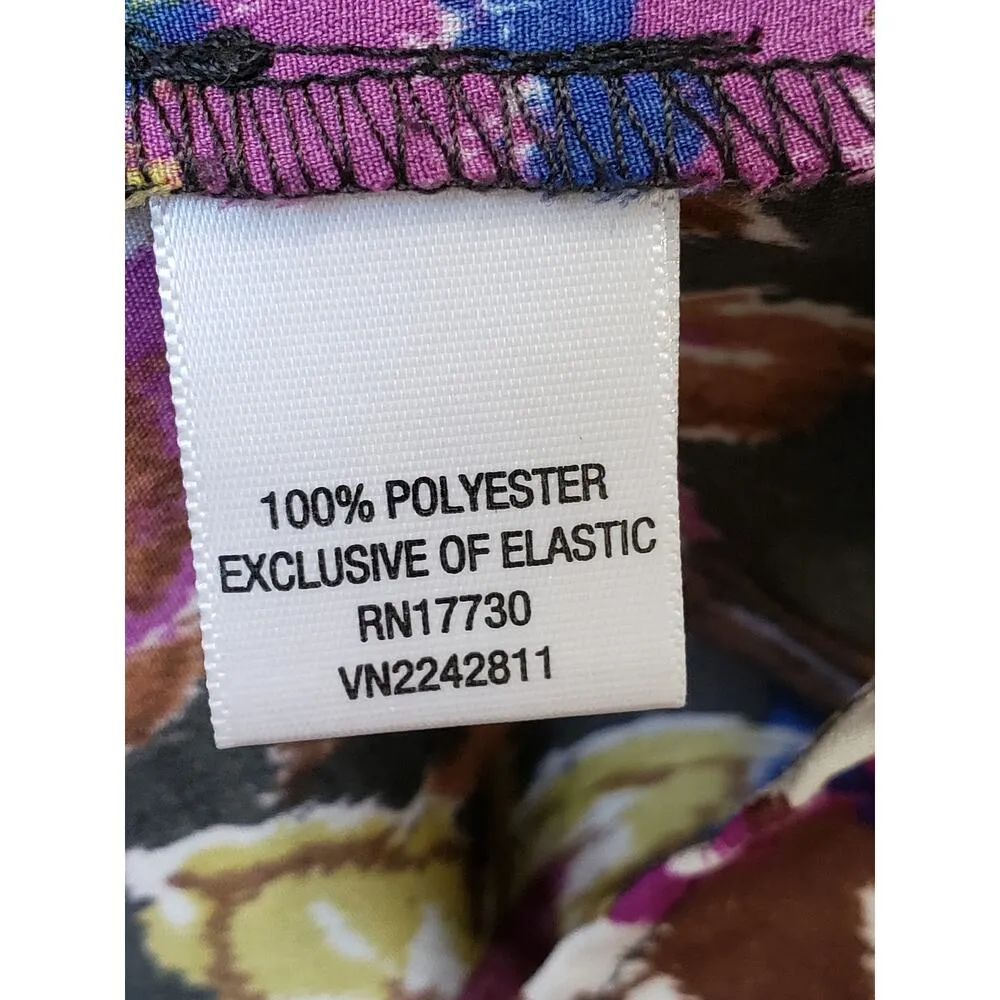 100% POLYESTER
EXCLUSIVE OF ELASTIC
RN17730
VN2242811